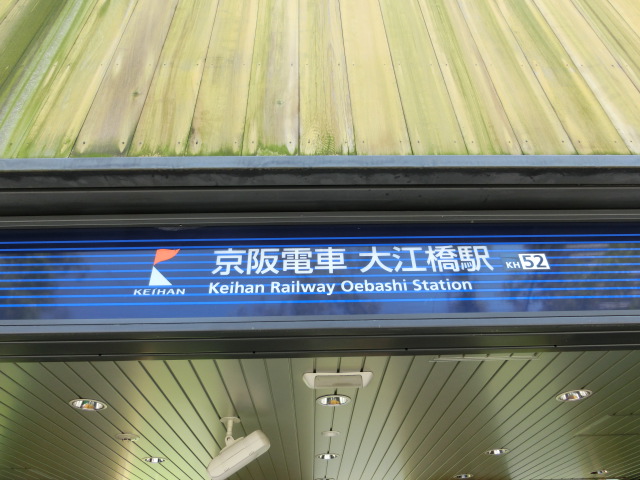 京阪電車 大江橋駅 KH52
KEIHAN
Keihan Railway Oebashi Station